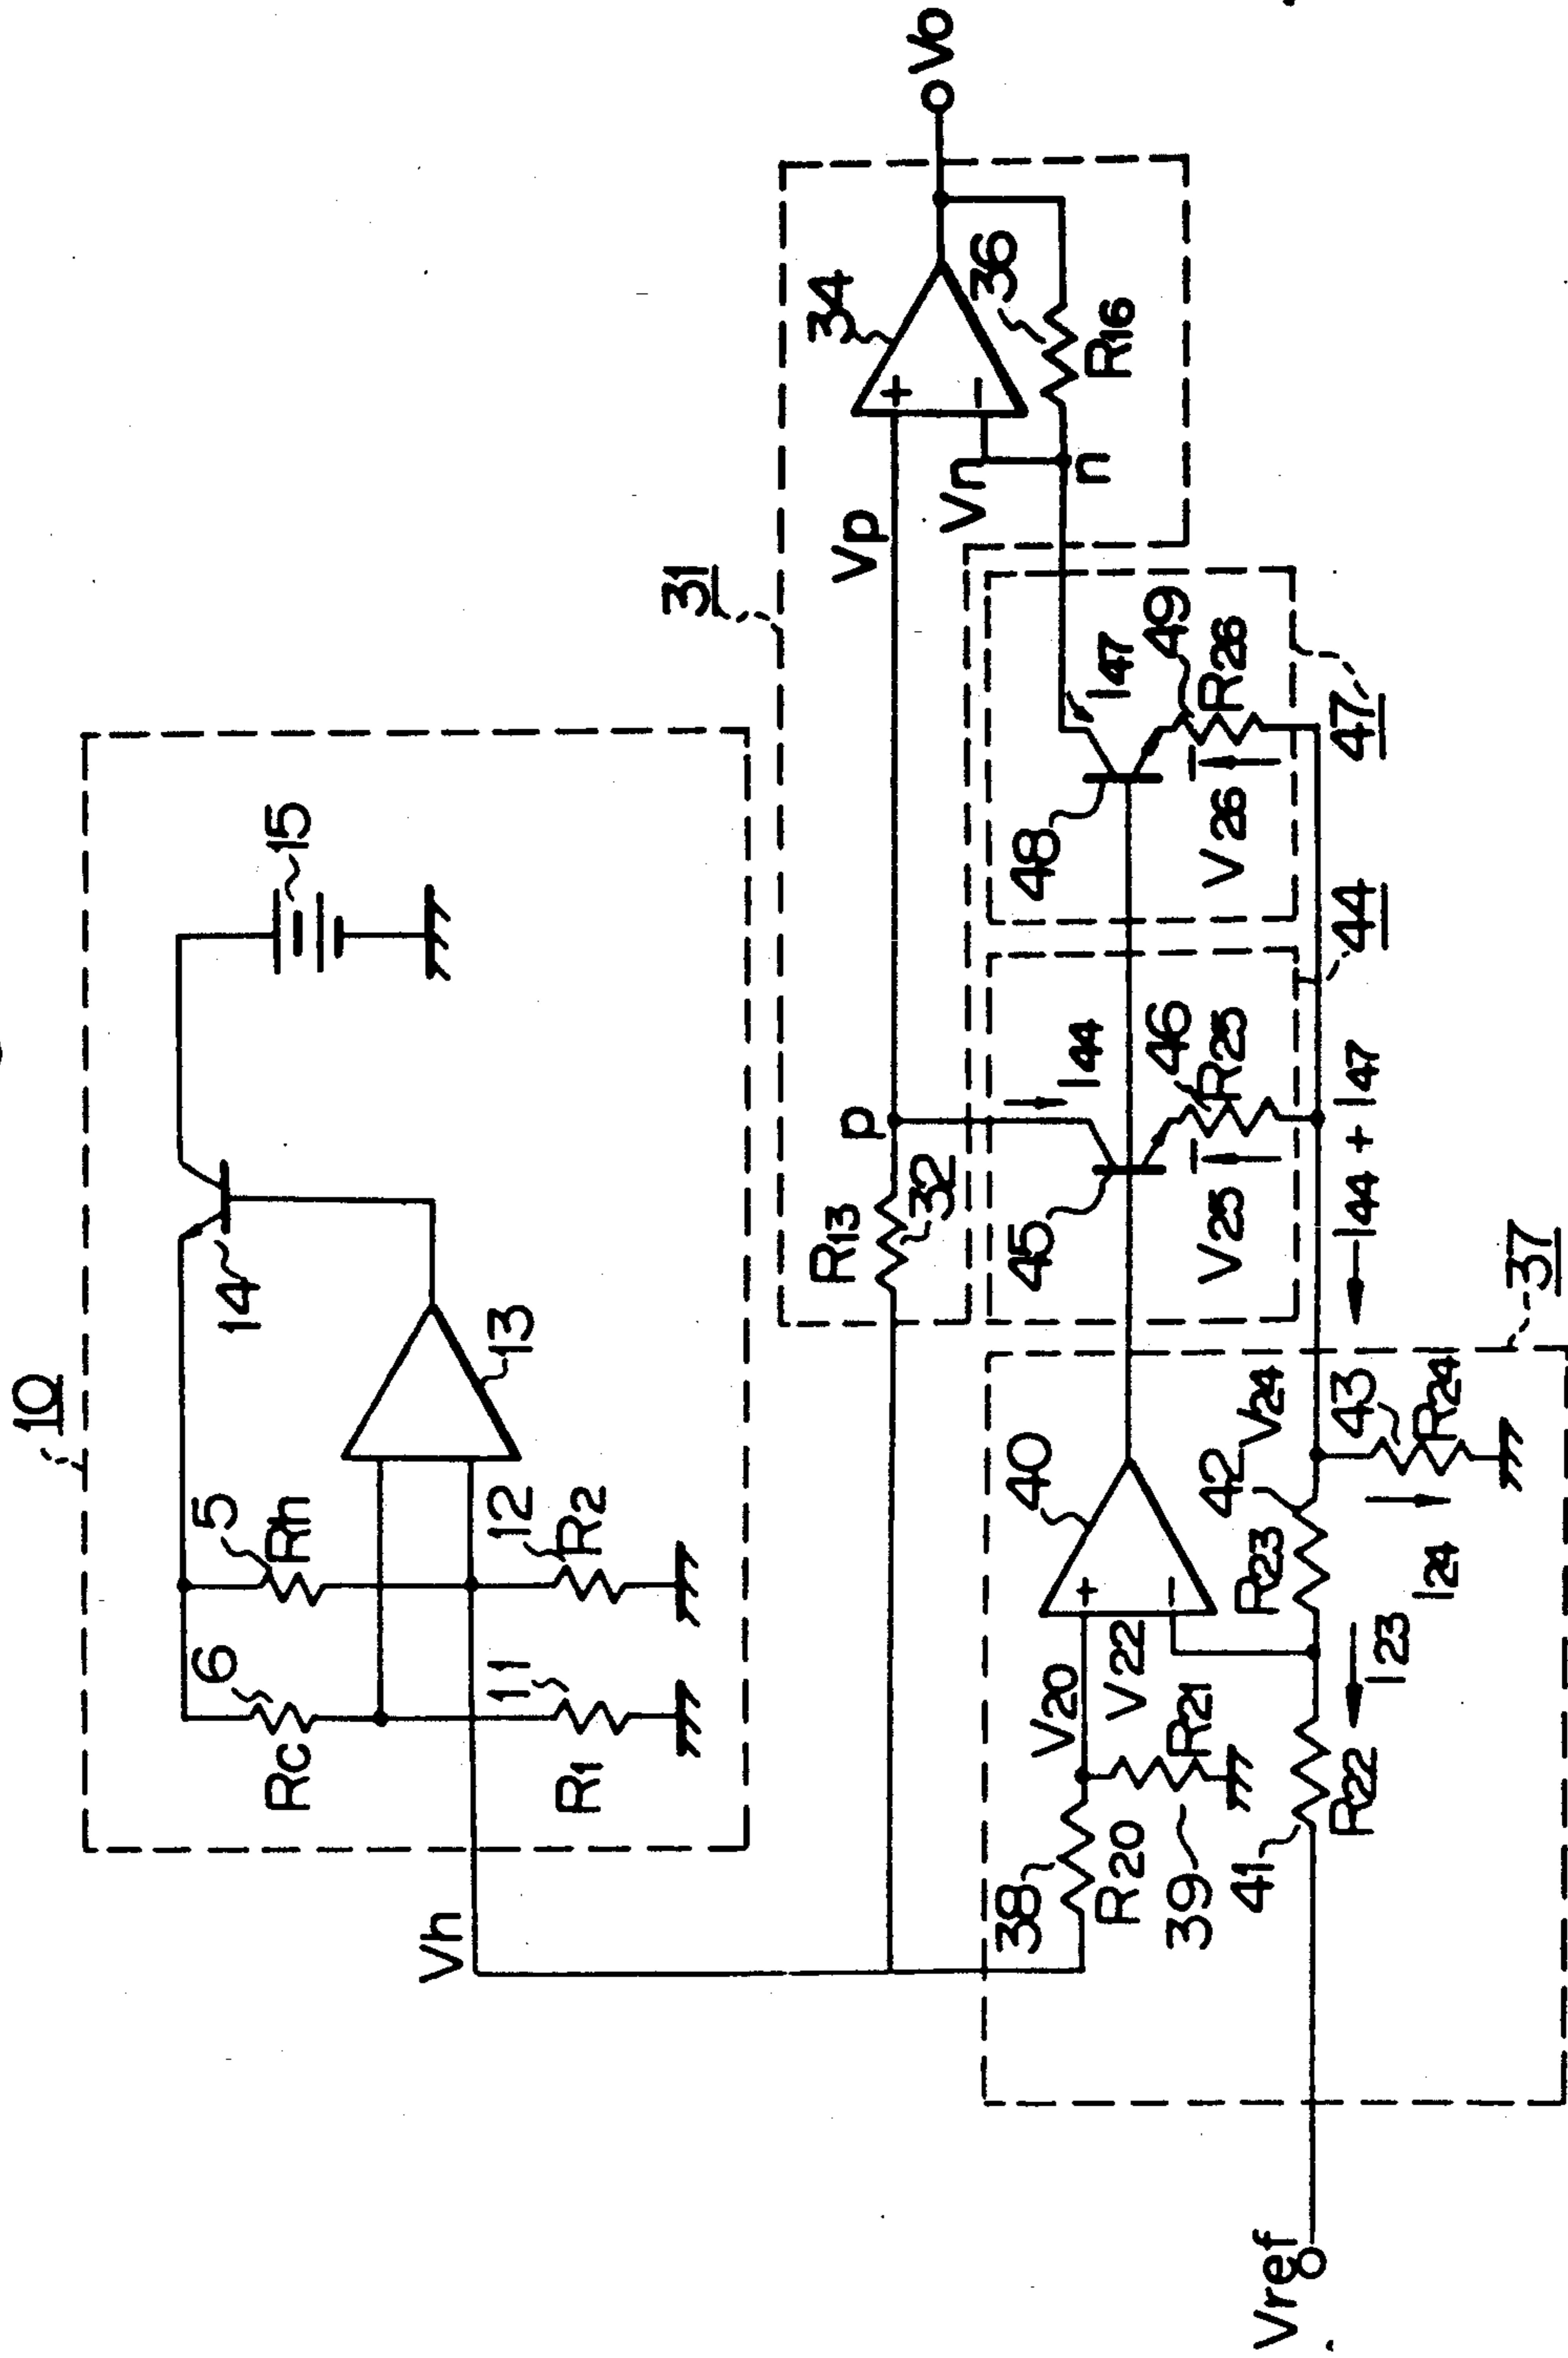 10
14
15
5
Rh
6
Rc
13
12
R2
11
R1
Vh
31
34
36
R16
Vp
Vn
n
p
R13
32
I44
I47
48
49
R26
V26
47
45
46
R25
V25
44
I44 + I47
37
40
42
V24
43
R24
I24
R23
I23
V20
V22
R21
38
R20
39
41
R22
Vref
Vo
+
−
+
−